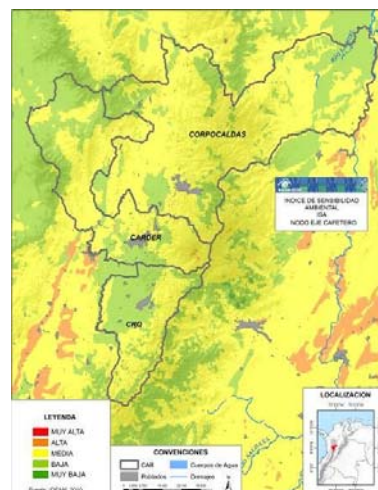 CORPOCALDAS
INDICE DE SENSIBILIDAD
AMBIENTAL
ISA
NODO EJE CAFETERO
CARDER
CRQ
LOCALIZACION
LEYENDA
MUY ALTA
ALTA
MEDIA
BAJA
MUY BAJA
CONVENCIONES
CAR
Cuerpos de Agua
Poblados
Drenajes